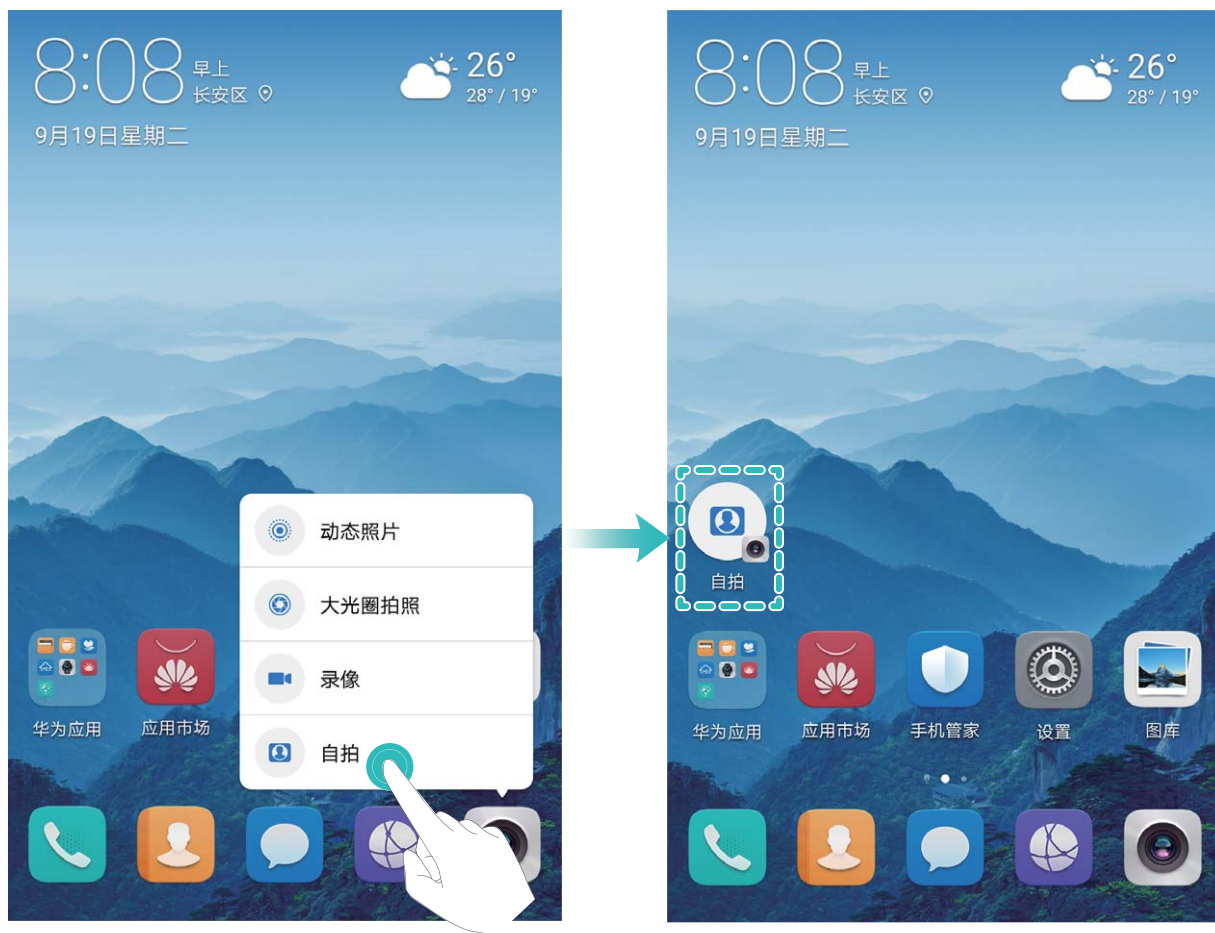 8:08
早上
长安区
9月19日星期二
26°
28° / 19°
动态照片
大光圈拍照
录像
自拍
华为应用
应用市场
8:08
早上
长安区
9月19日星期二
26°
28° / 19°
自拍
华为应用
应用市场
手机管家
设置
图库